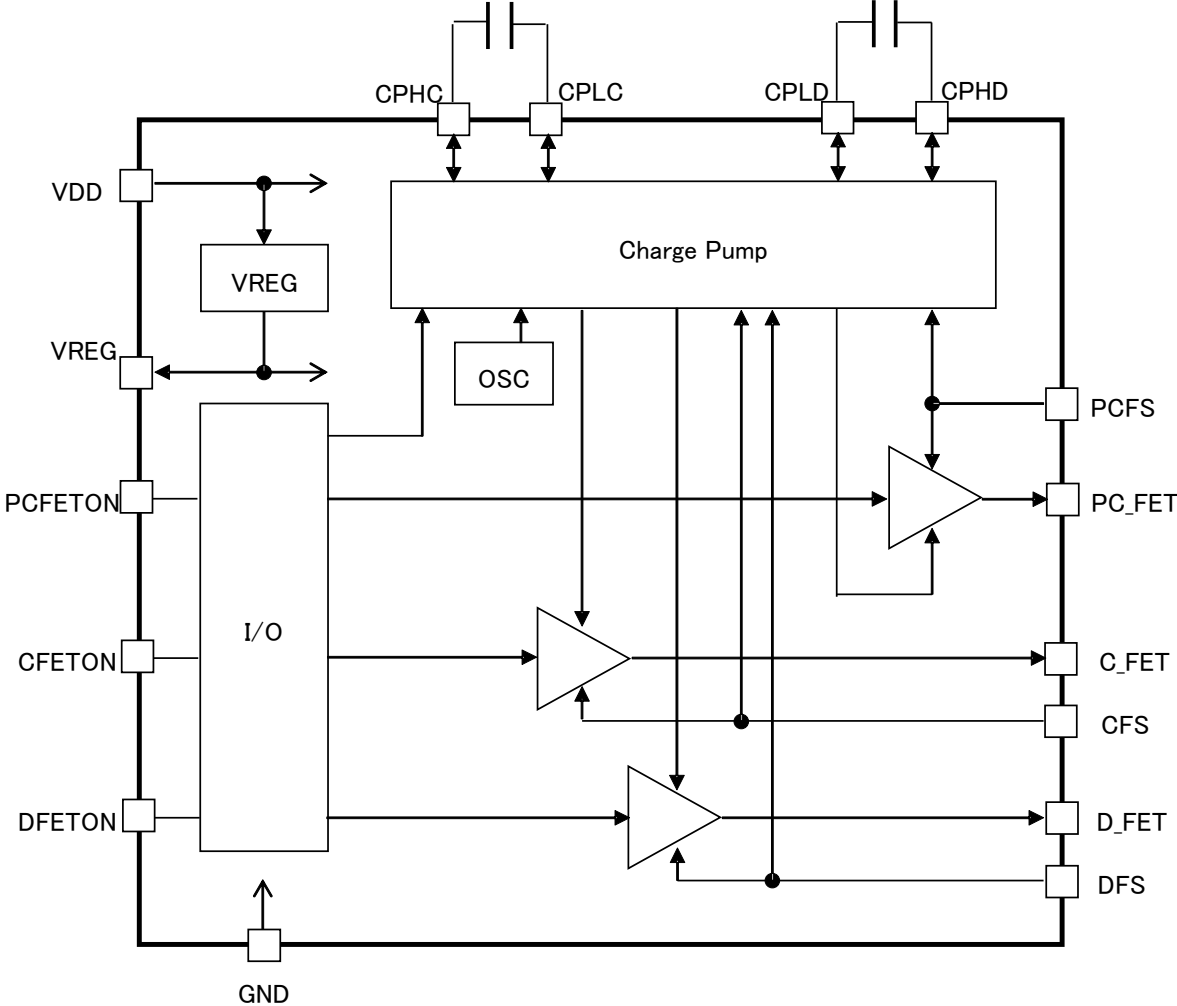 CPHC
CPLC
CPLD
CPHD
VDD
Charge Pump
VREG
VREG
OSC
PCFS
PCFETON
PC_FET
I/O
CFETON
C_FET
CFS
DFETON
D_FET
DFS
GND